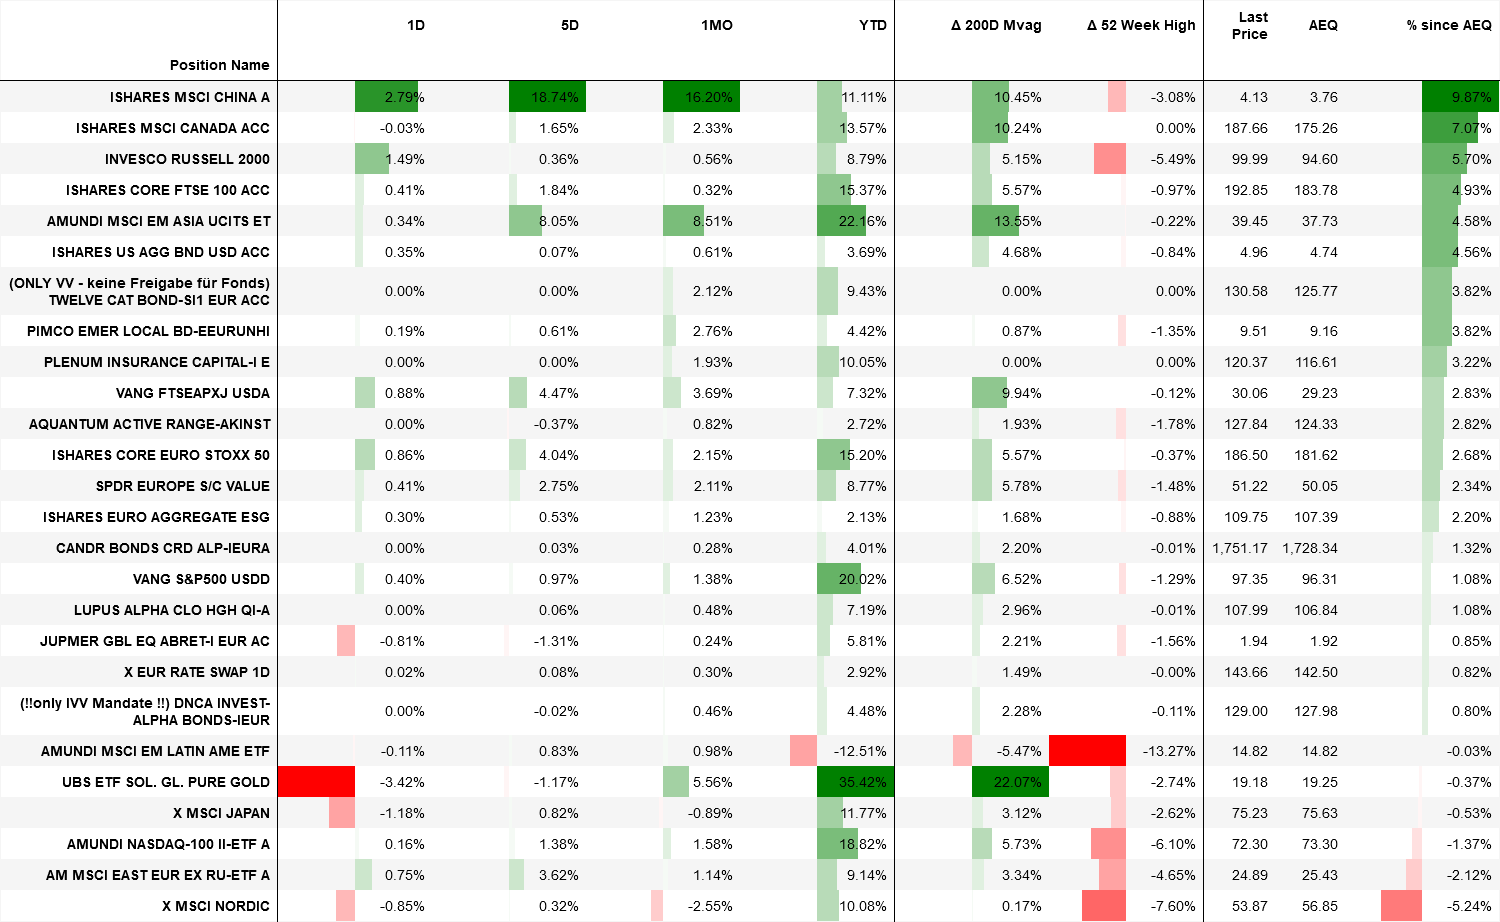 Position Name 1D 5D 1MO YTD Δ 200D Mvag Δ 52 Week High Last Price AEQ % since AEQ
ISHARES MSCI CHINA A 2.79% 18.74% 16.20% 11.11% 10.45% -3.08% 4.13 3.76 9.87%
ISHARES MSCI CANADA ACC -0.03% 1.65% 2.33% 13.57% 10.24% 0.00% 187.66 175.26 7.07%
INVESCO RUSSELL 2000 1.49% 0.36% 0.56% 8.79% 5.15% -5.49% 99.99 94.60 5.70%
ISHARES CORE FTSE 100 ACC 0.41% 1.84% 0.32% 15.37% 5.57% -0.97% 192.85 183.78 4.93%
AMUNDI MSCI EM ASIA UCITS ET 0.34% 8.05% 8.51% 22.16% 13.55% -0.22% 39.45 37.73 4.58%
ISHARES US AGG BND USD ACC 0.35% 0.07% 0.61% 3.69% 4.68% -0.84% 4.96 4.74 4.56%
(ONLY VV - keine Freigabe für Fonds)
TWELVE CAT BOND-SI1 EUR ACC 0.00% 0.00% 2.12% 9.43% 0.00% 0.00% 130.58 125.77 3.82%
PIMCO EMER LOCAL BD-EEURUNHI 0.19% 0.61% 2.76% 4.42% 0.87% -1.35% 9.51 9.16 3.82%
PLENUM INSURANCE CAPITAL-I E 0.00% 0.00% 1.93% 10.05% 0.00% 0.00% 120.37 116.61 3.22%
VANG FTSEAPXJ USDA 0.88% 4.47% 3.69% 7.32% 9.94% -0.12% 30.06 29.23 2.83%
AQUANTUM ACTIVE RANGE-AKINST 0.00% -0.37% 0.82% 2.72% 1.93% -1.78% 127.84 124.33 2.82%
ISHARES CORE EURO STOXX 50 0.86% 4.04% 2.15% 15.20% 5.57% -0.37% 186.50 181.62 2.68%
SPDR EUROPE S/C VALUE 0.41% 2.75% 2.11% 8.77% 5.78% -1.48% 51.22 50.05 2.34%
ISHARES EURO AGGREGATE ESG 0.30% 0.53% 1.23% 2.13% 1.68% -0.88% 109.75 107.39 2.20%
CANDR BONDS CRD ALP-IEURA 0.00% 0.03% 0.28% 4.01% 2.20% -0.01% 1,751.17 1,728.34 1.32%
VANG S&P500 USDD 0.40% 0.97% 1.38% 20.02% 6.52% -1.29% 97.35 96.31 1.08%
LUPUS ALPHA CLO HGH QI-A 0.00% 0.06% 0.48% 7.19% 2.96% -0.01% 107.99 106.84 1.08%
JUPMER GBL EQ ABRET-I EUR AC -0.81% -1.31% 0.24% 5.81% 2.21% -1.56% 1.94 1.92 0.85%
X EUR RATE SWAP 1D 0.02% 0.08% 0.30% 2.92% 1.49% -0.00% 143.66 142.50 0.82%
(!!only IVV Mandate !!) DNCA INVEST-
ALPHA BONDS-IEUR 0.00% -0.02% 0.46% 4.48% 2.28% -0.11% 129.00 127.98 0.80%
AMUNDI MSCI EM LATIN AME ETF -0.11% 0.83% 0.98% -12.51% -5.47% -13.27% 14.82 14.82 -0.03%
UBS ETF SOL. GL. PURE GOLD -3.42% -1.17% 5.56% 35.42% 22.07% -2.74% 19.18 19.25 -0.37%
X MSCI JAPAN -1.18% 0.82% -0.89% 11.77% 3.12% -2.62% 75.23 75.63 -0.53%
AMUNDI NASDAQ-100 II-ETF A 0.16% 1.38% 1.58% 18.82% 5.73% -6.10% 72.30 73.30 -1.37%
AM MSCI EAST EUR EX RU-ETF A 0.75% 3.62% 1.14% 9.14% 3.34% -4.65% 24.89 25.43 -2.12%
X MSCI NORDIC -0.85% 0.32% -2.55% 10.08% 0.17% -7.60% 53.87 56.85 -5.24%